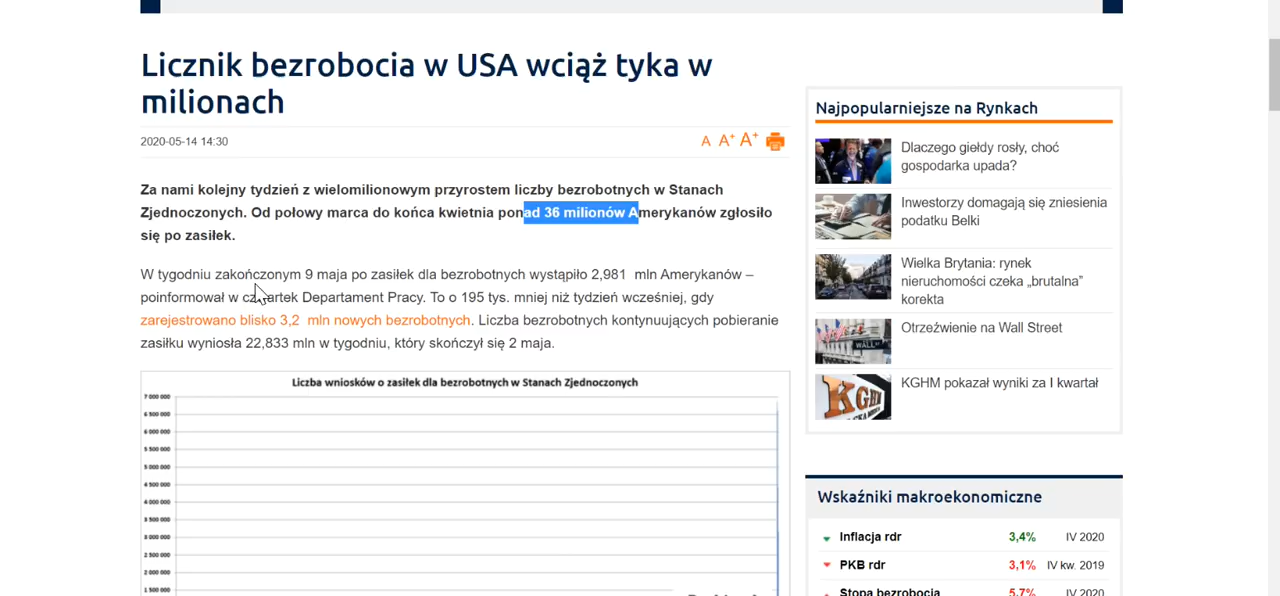 Licznik bezrobocia w USA wciąż tyka w
milionach
2020-05-14 14:30
A A+ A+
Za nami kolejny tydzień z wielomilionowym przyrostem liczby bezrobotnych w Stanach
Zjednoczonych. Od połowy marca do końca kwietnia ponad 36 milionów Amerykanów zgłosiło
się po zasiłek.
W tygodniu zakończonym 9 maja po zasiłek dla bezrobotnych wystąpiło 2,981 mln Amerykanów –
poinformował w czwartek Departament Pracy. To o 195 tys. mniej niż tydzień wcześniej, gdy
zarejestrowano blisko 3,2 mln nowych bezrobotnych. Liczba bezrobotnych kontynuujących pobieranie
zasiłku wyniosła 22,833 mln w tygodniu, który skończył się 2 maja.
Liczba wniosków o zasiłek dla bezrobotnych w Stanach Zjednoczonych
7 000 000
6 500 000
6 000 000
5 500 000
5 000 000
4 500 000
4 000 000
3 500 000
3 000 000
2 500 000
2 000 000
1 500 000
Najpopularniejsze na Rynkach
Dlaczego giełdy rosły, choć
gospodarka upada?
Inwestorzy domagają się zniesienia
podatku Belki
Wielka Brytania: rynek
nieruchomości czeka „brutalna”
korekta
WALL
Otrzeźwienie na Wall Street
KGHM
KGHM pokazał wyniki za I kwartał
Wskaźniki makroekonomiczne
Inflacja rdr 3,4% IV 2020
PKB rdr 3,1% IV kw. 2019
Stopa bezrobocia 5,7% IV 2020